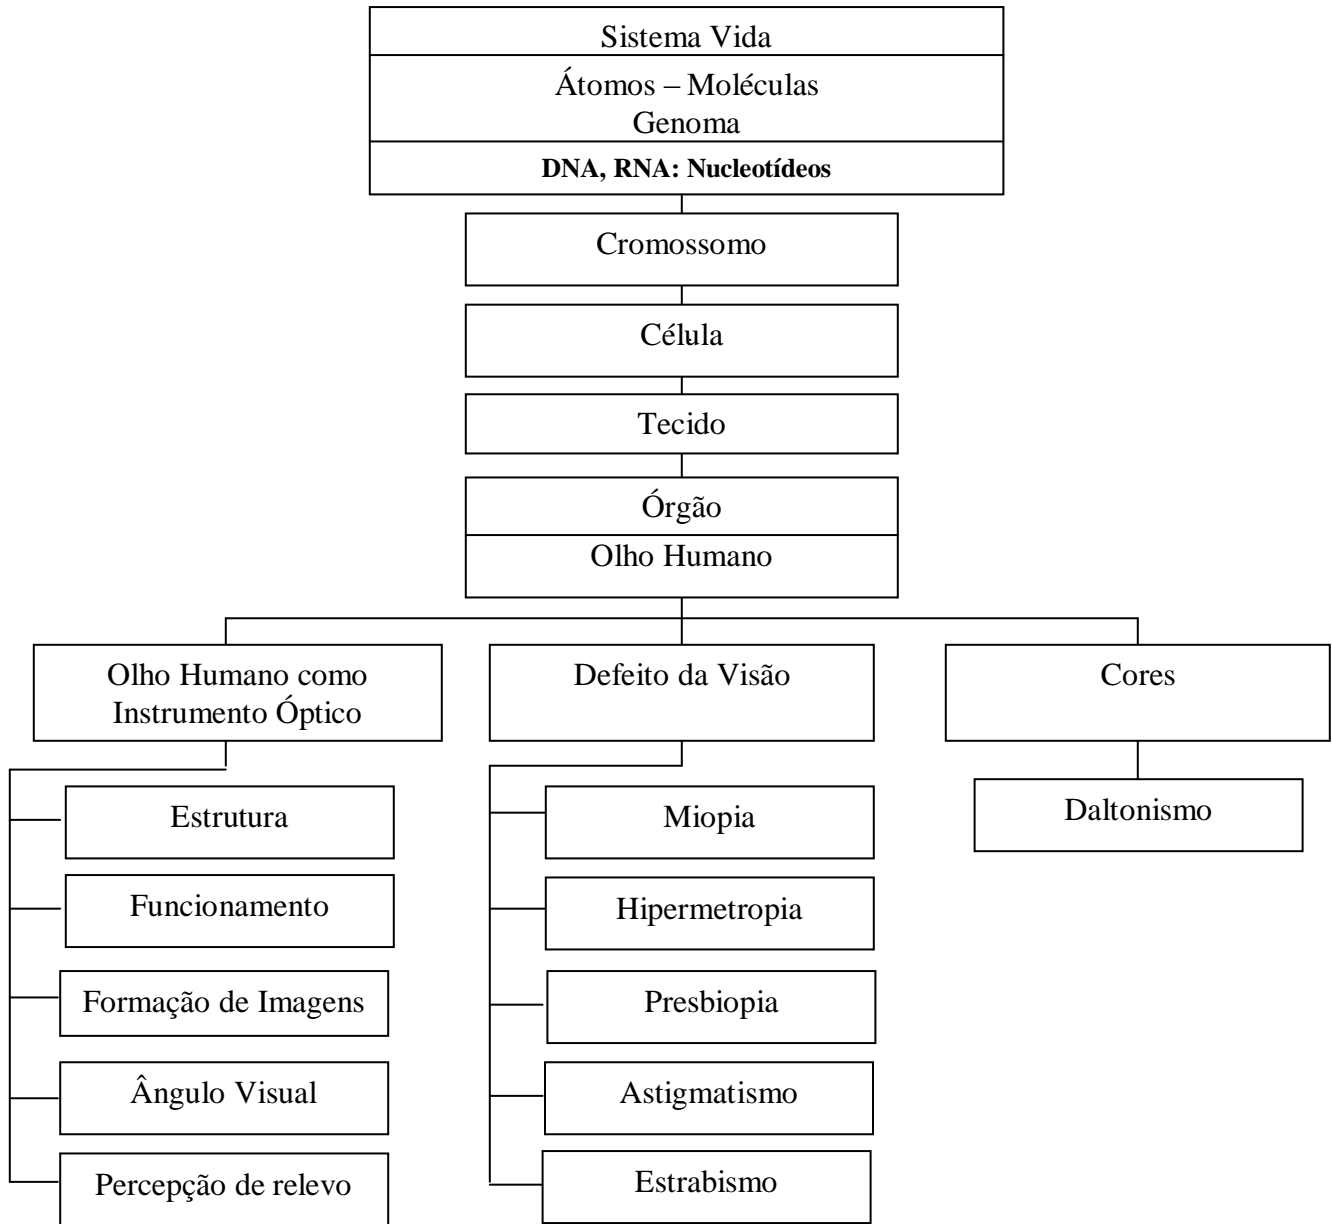 Sistema Vida
Átomos – Moléculas
Genoma
DNA, RNA: Nucleotídeos
Cromossomo
Célula
Tecido
Órgão
Olho Humano
Olho Humano como
Instrumento Óptico
Estrutura
Funcionamento
Formação de Imagens
Ângulo Visual
Percepção de relevo
Defeito da Visão
Miopia
Hipermetropia
Presbiopia
Astigmatismo
Estrabismo
Cores
Daltonismo